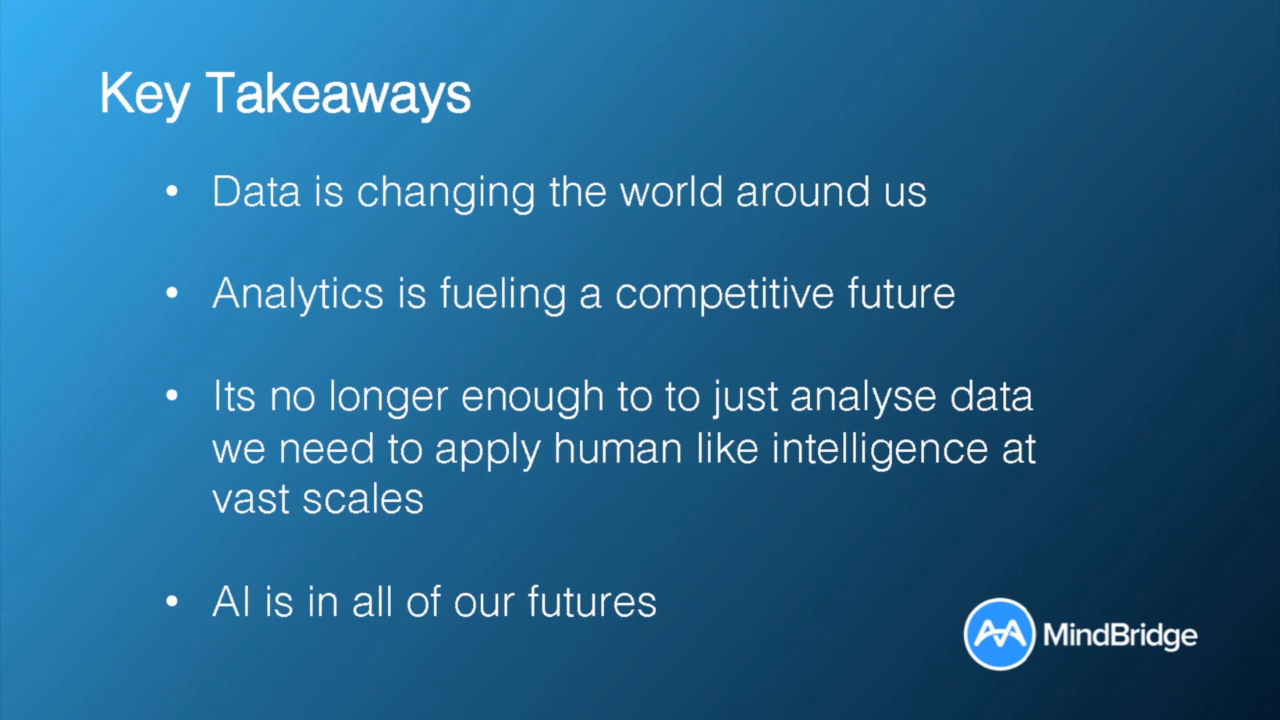 Key Takeaways
• Data is changing the world around us
• Analytics is fueling a competitive future
• Its no longer enough to to just analyse data
we need to apply human like intelligence at
vast scales
• AI is in all of our futures
MindBridge